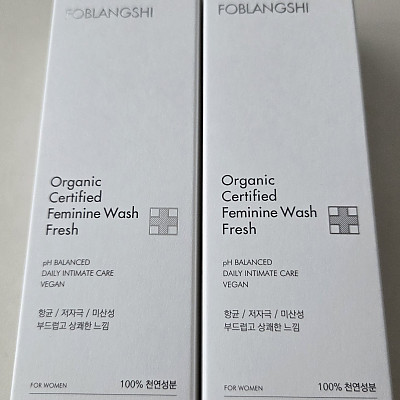 FOBLANGSHI
Organic
Certified
Feminine Wash
Fresh
pH BALANCED
DAILY INTIMATE CARE
VEGAN
항균 / 저자극 / 미산성
부드럽고 상쾌한 느낌
FOR WOMEN
100% 천연성분
FOBLANGSHI
Organic
Certified
Feminine Wash
Fresh
pH BALANCED
DAILY INTIMATE CARE
VEGAN
항균 / 저자극 / 미산성
부드럽고 상쾌한 느낌
FOR WOMEN
100% 천연성분